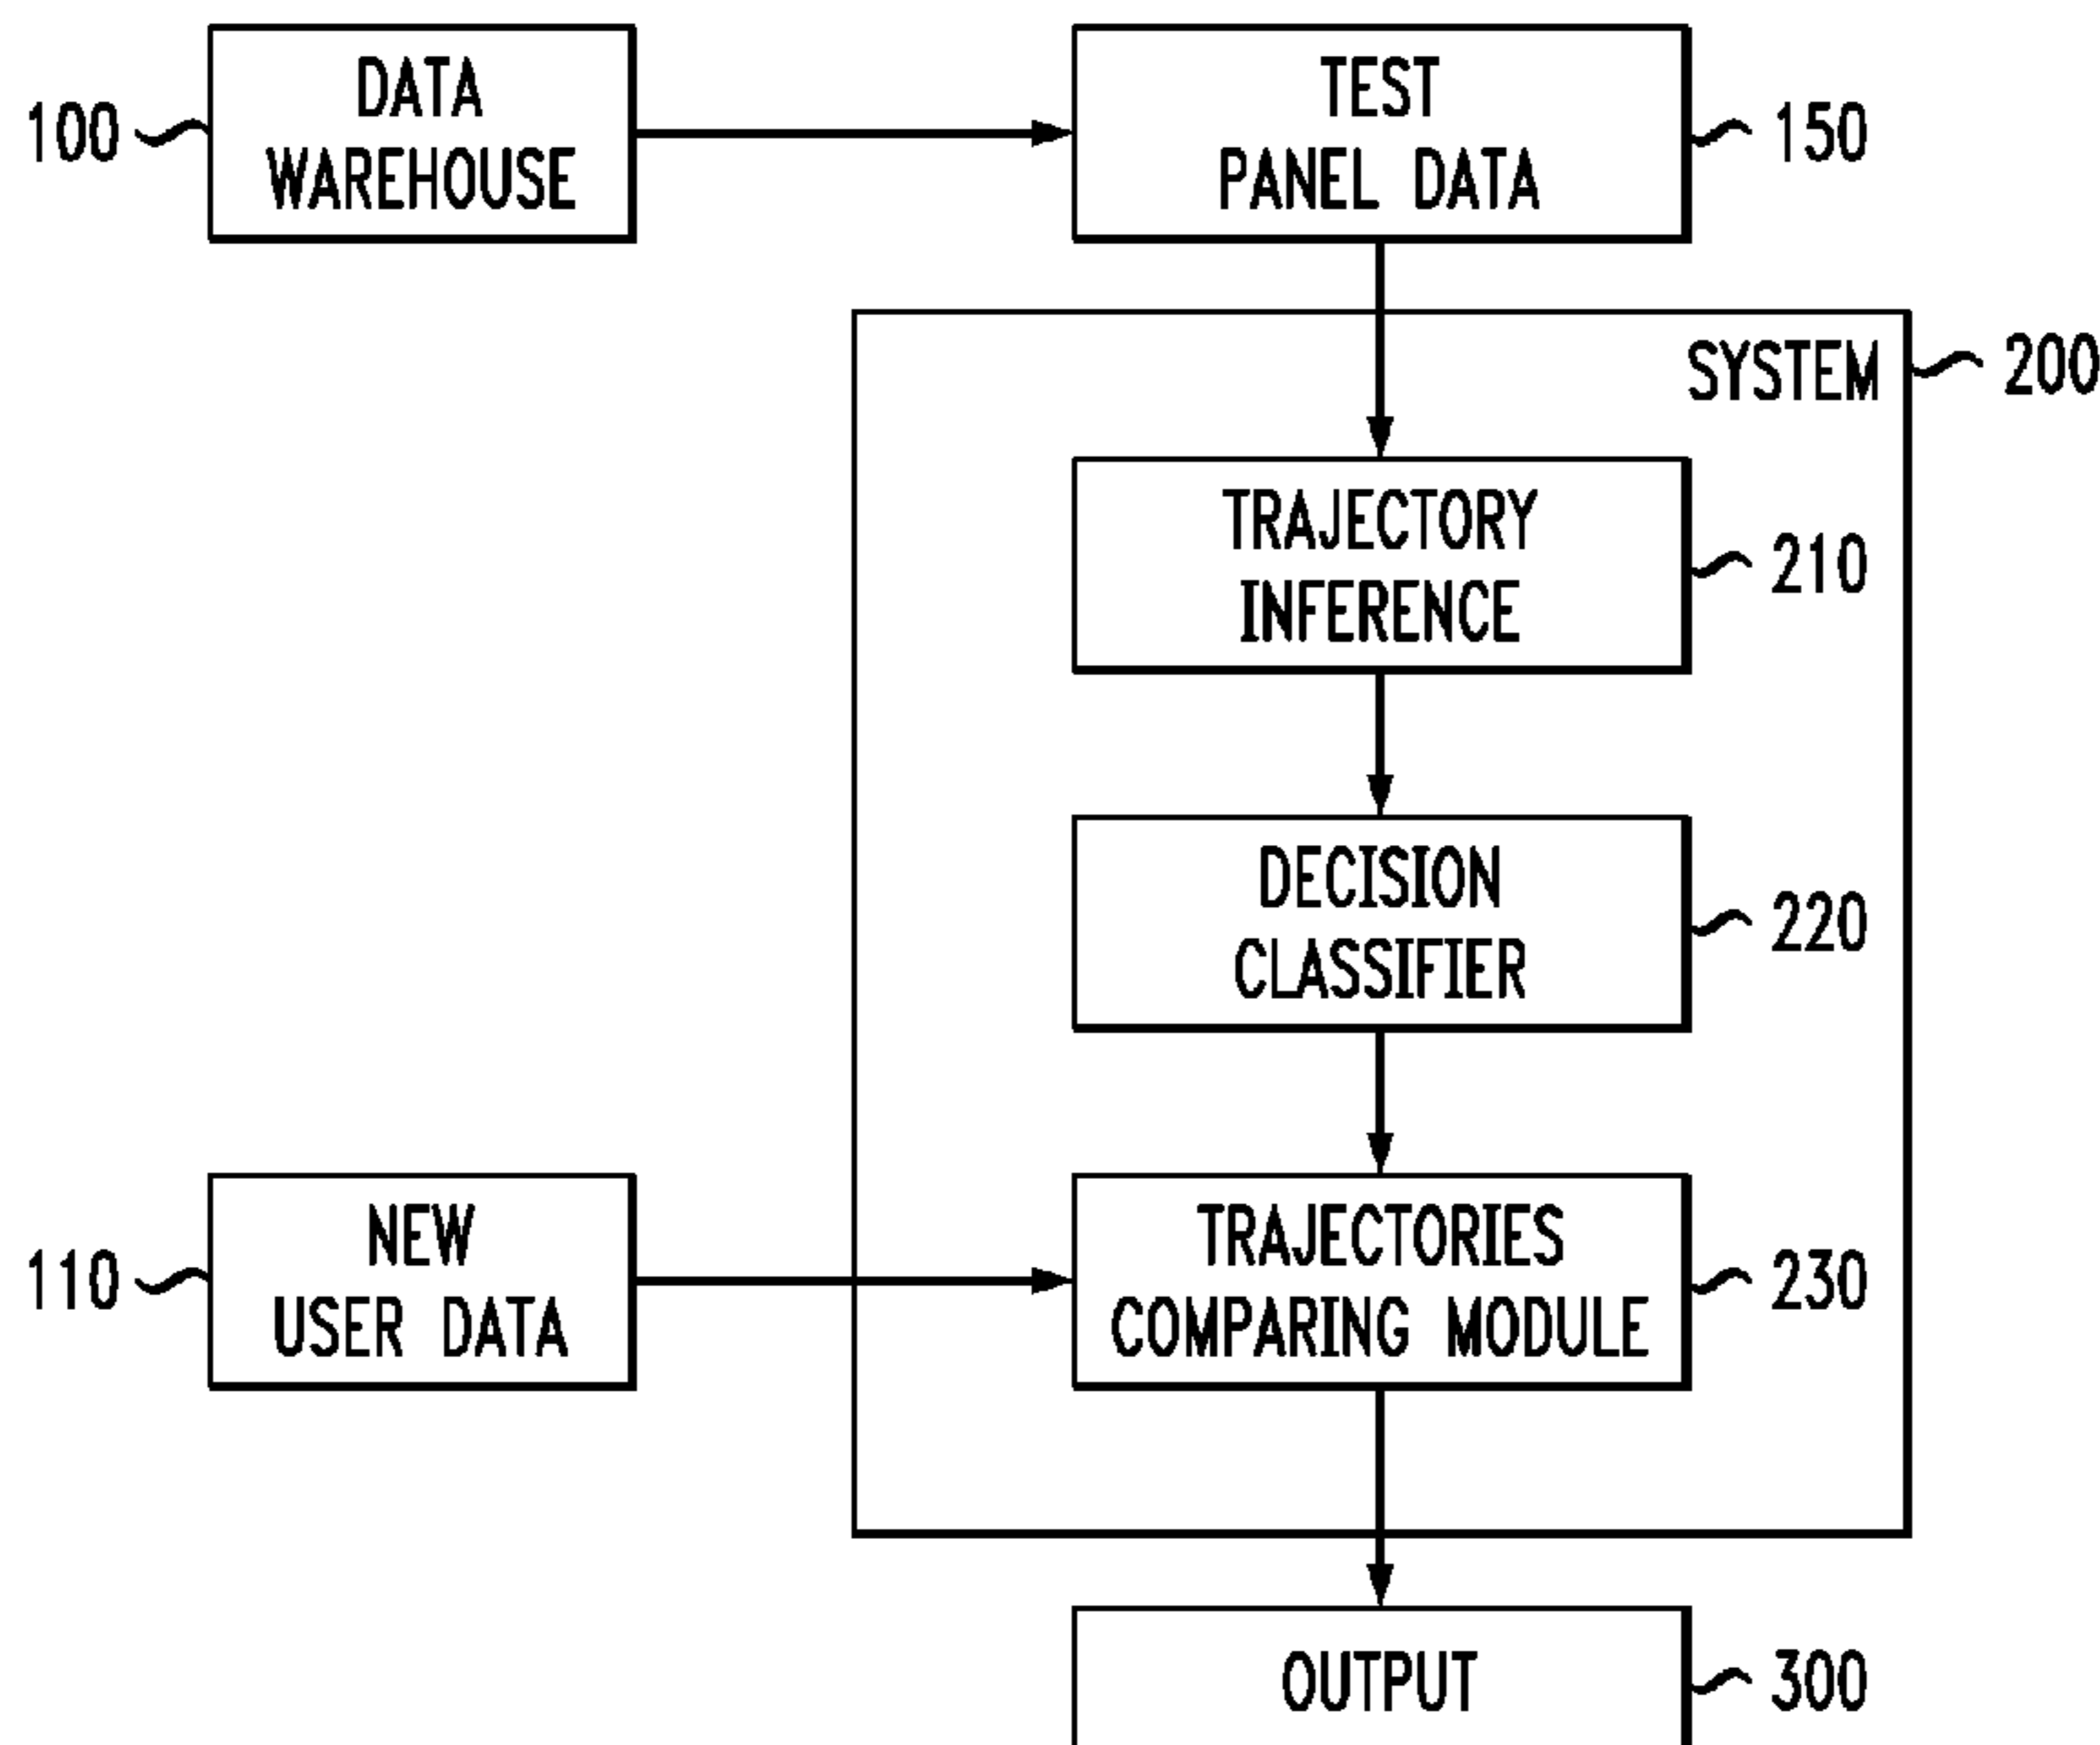 100
DATA
WAREHOUSE
TEST
PANEL DATA
150
SYSTEM
200
TRAJECTORY
INFERENCE
210
DECISION
CLASSIFIER
220
110
NEW
USER DATA
TRAJECTORIES
COMPARING MODULE
230
OUTPUT
300